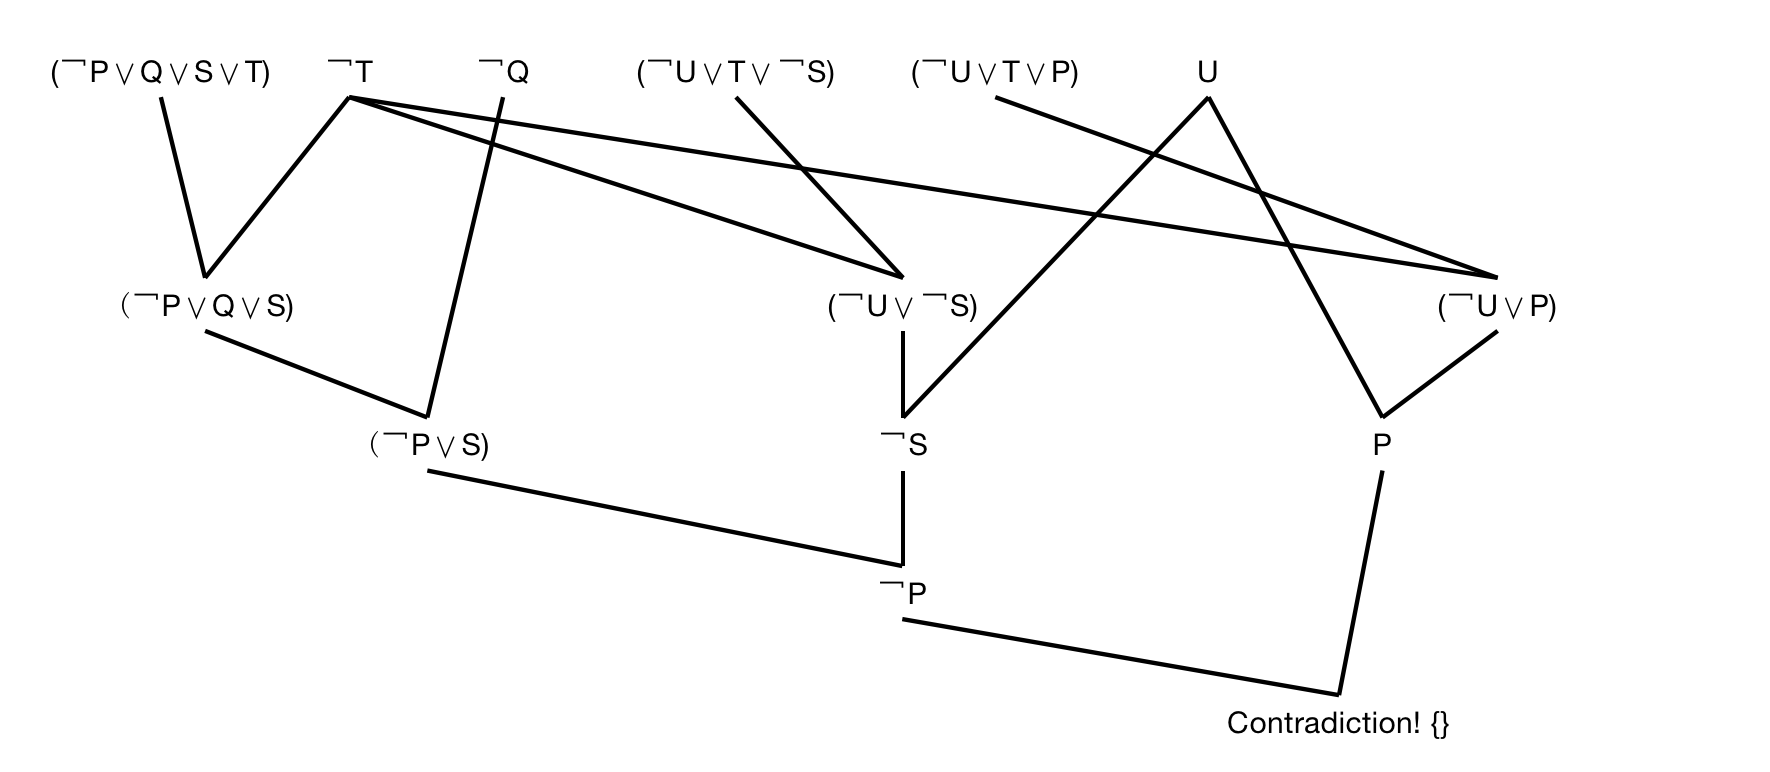 (¬P∨Q∨S∨T) ¬T ¬Q (¬U∨T∨¬S) (¬U∨T∨P) U
(¬P∨Q∨S) (¬U∨¬S) (¬U∨P)
(¬P∨S) ¬S P
¬P
Contradiction! {}